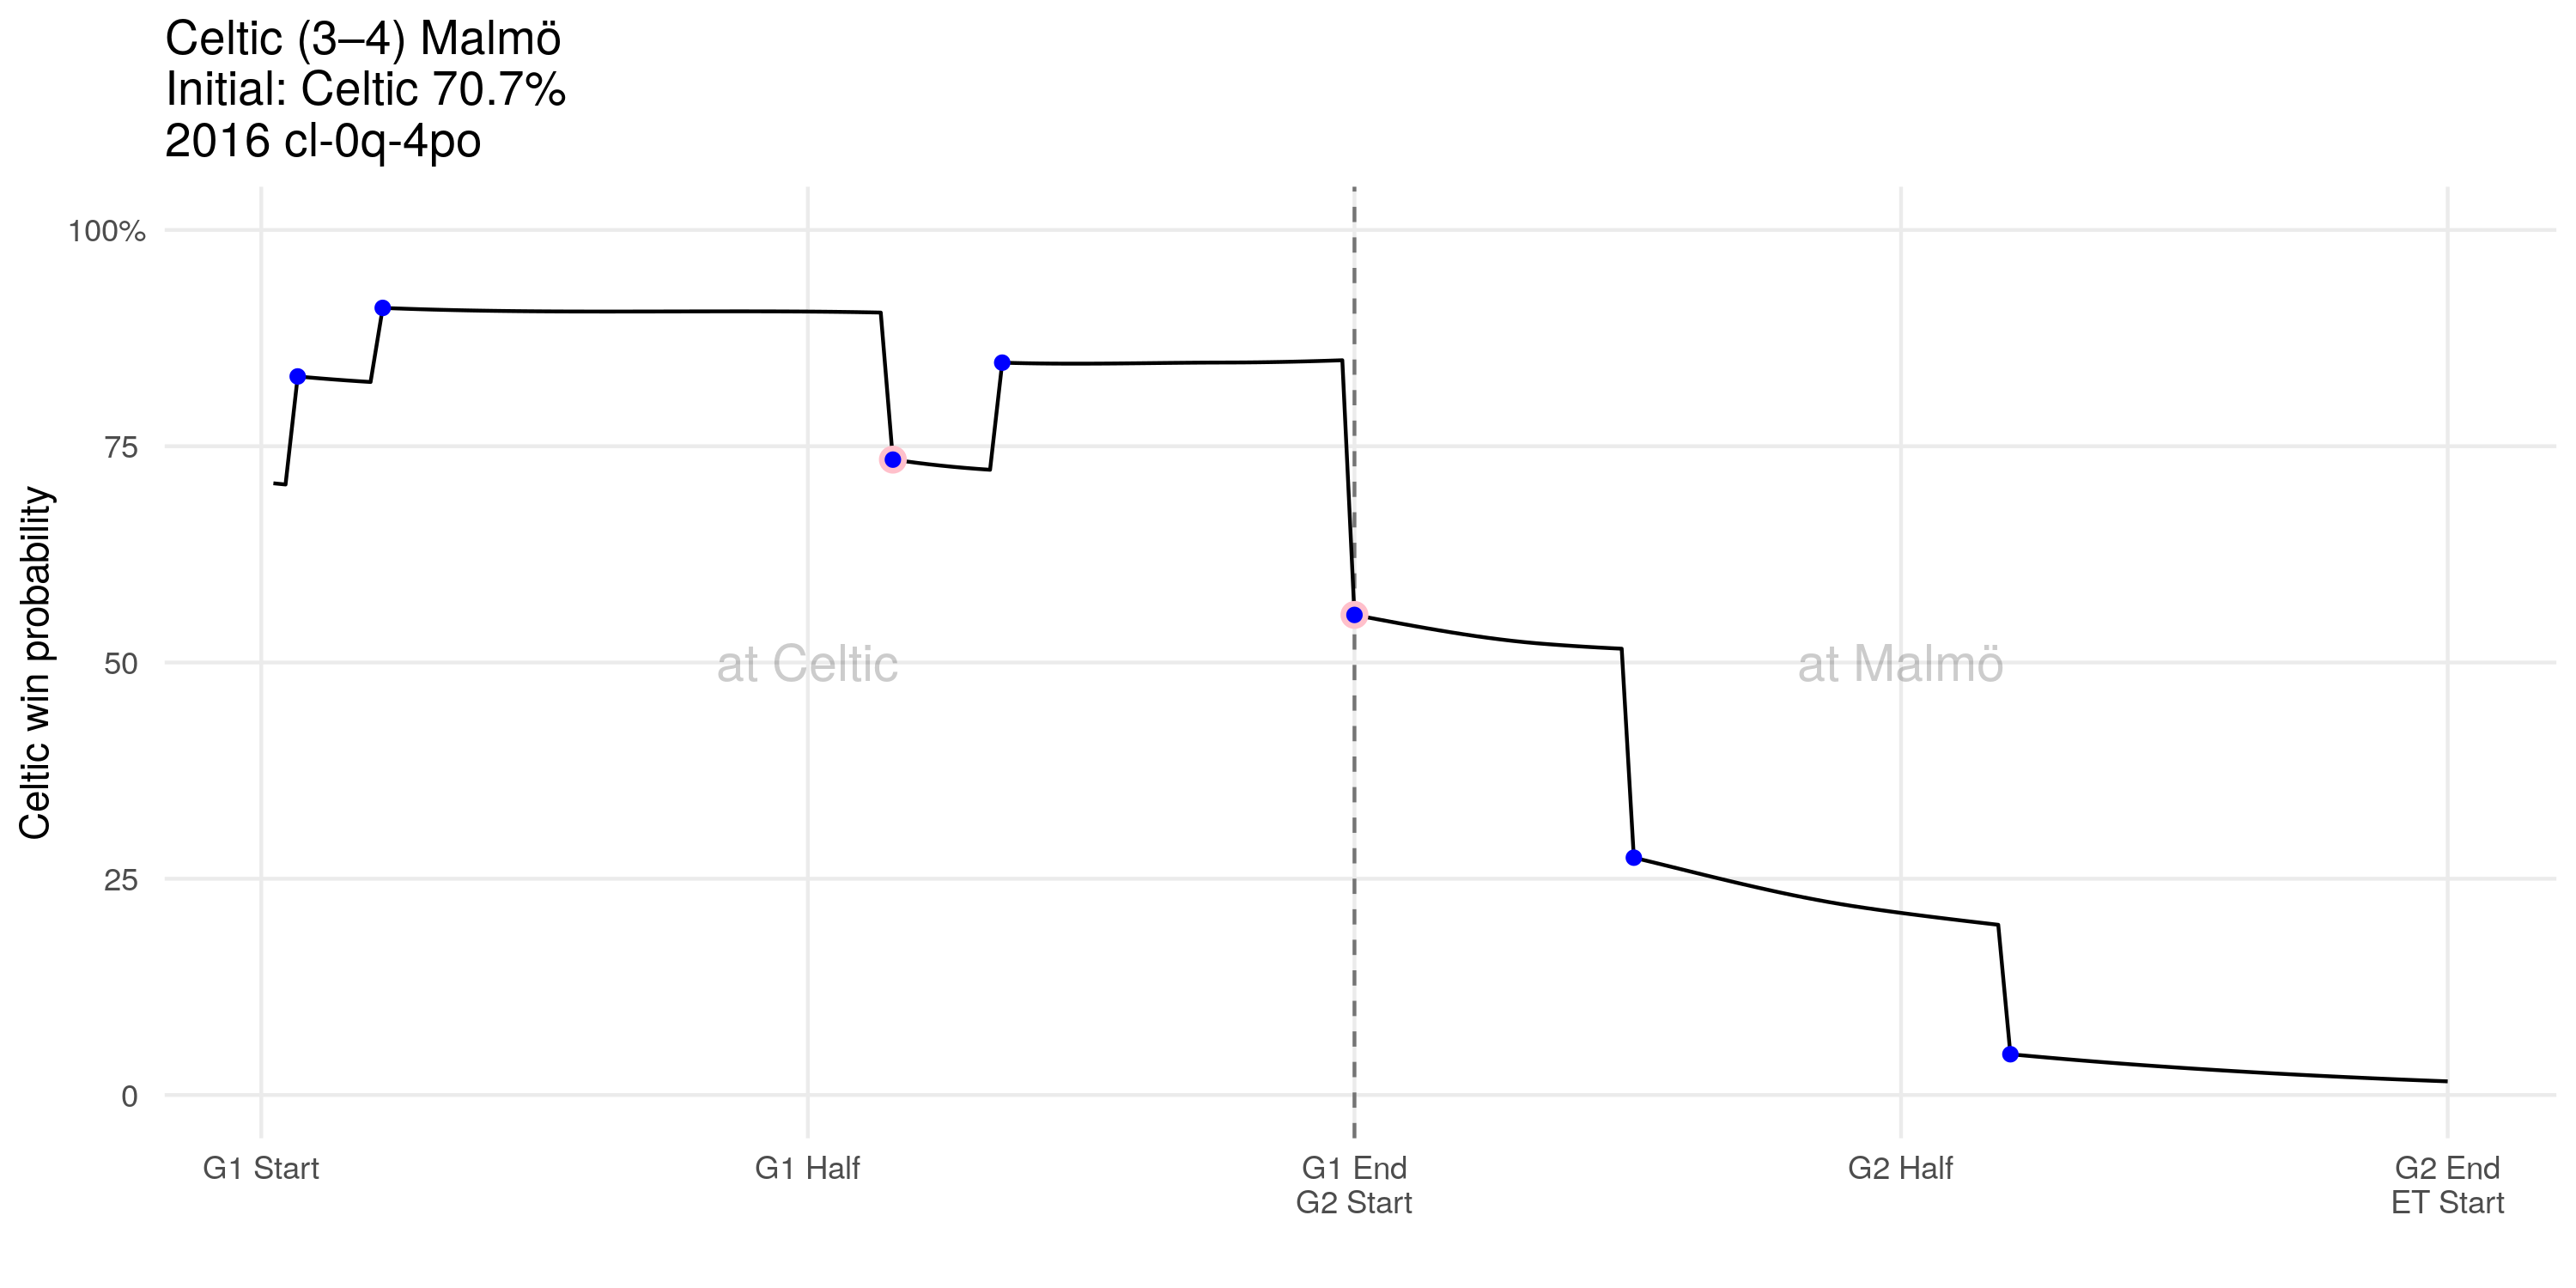 Celtic (3–4) Malmö
Initial: Celtic 70.7%
2016 cl-0q-4po
Celtic win probability
100%
75
50
25
0
at Celtic
at Malmö
G1 Start
G1 Half
G1 End
G2 Start
G2 Half
G2 End
ET Start